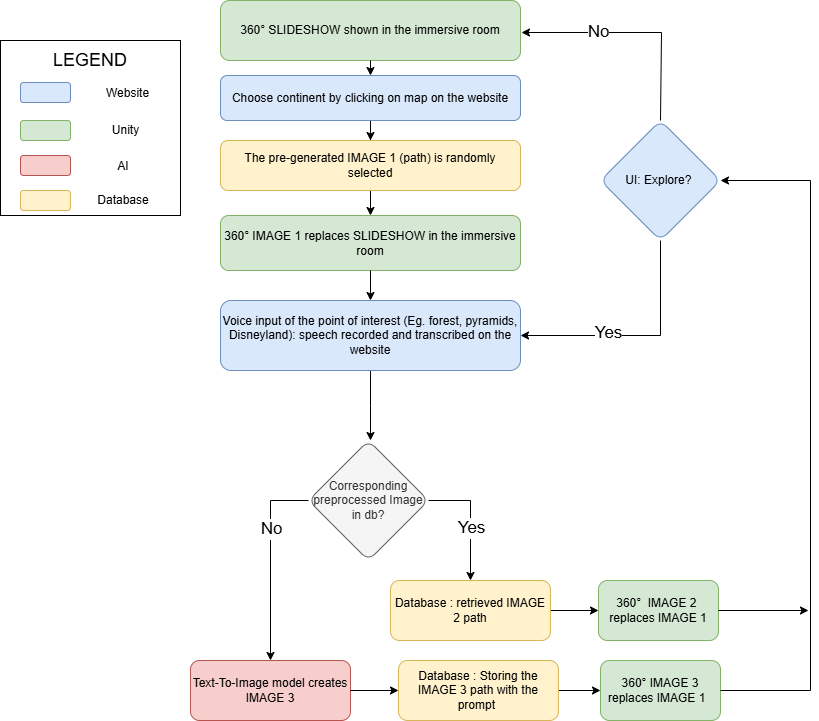 360° SLIDESHOW shown in the immersive room
No
LEGEND
Website
Unity
AI
Database
Choose continent by clicking on map on the website
The pre-generated IMAGE 1 (path) is randomly
selected
UI: Explore?
360° IMAGE 1 replaces SLIDESHOW in the immersive
room
Voice input of the point of interest (Eg. forest, pyramids,
Disneyland): speech recorded and transcribed on the
website
Yes
Corresponding
preprocessed Image
in db?
No
Yes
Database : retrieved IMAGE
2 path
360°  IMAGE 2
replaces IMAGE 1
Text-To-Image model creates
IMAGE 3
Database : Storing the
IMAGE 3 path with the
prompt
360° IMAGE 3
replaces IMAGE 1